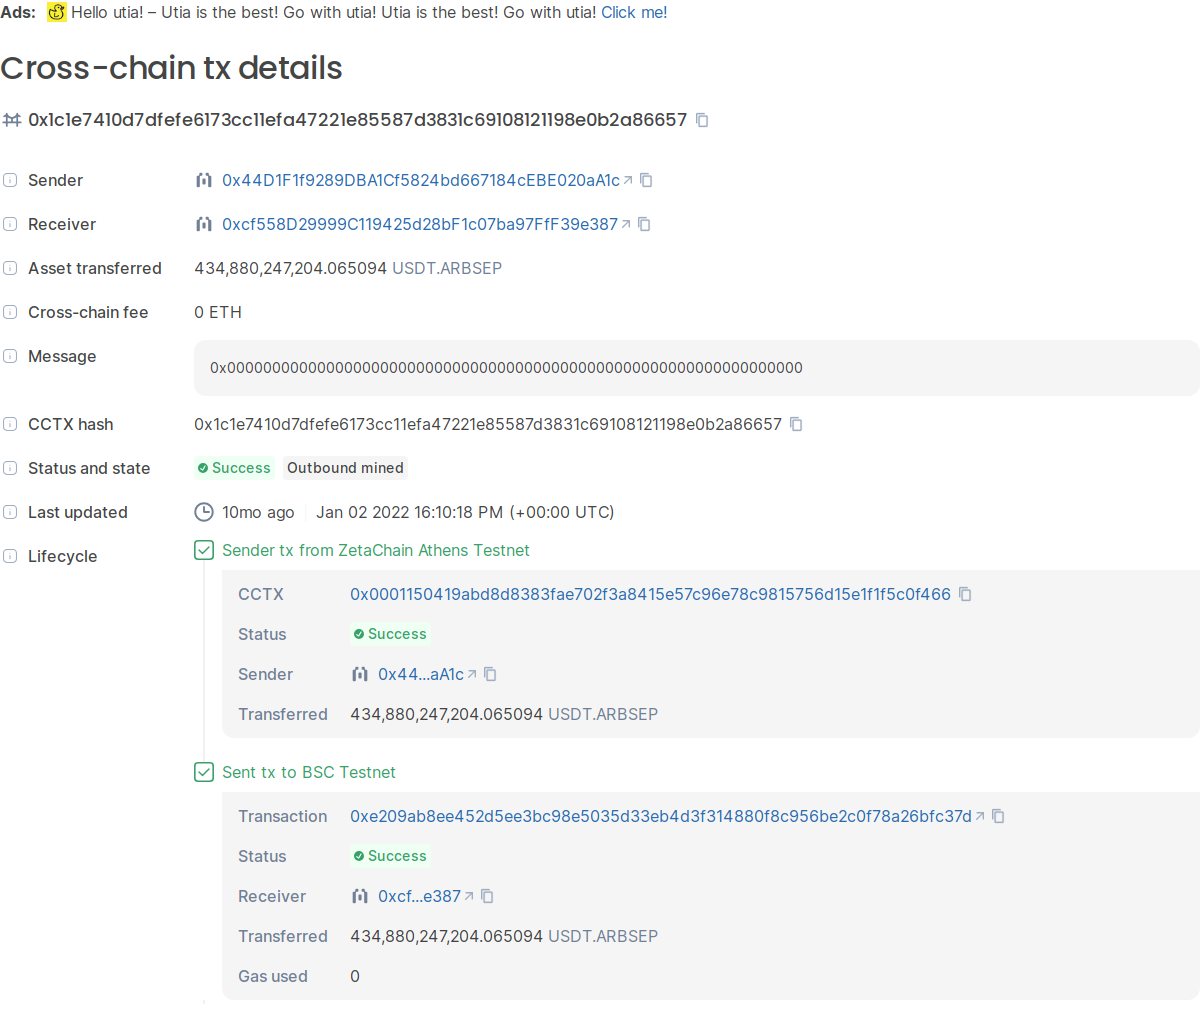 Ads: Hello utia! – Utia is the best! Go with utia! Utia is the best! Go with utia! Click me!
Cross-chain tx details
0x1c1e7410d7dfefe6173cc11efa47221e85587d3831c69108121198e0b2a86657
Sender 0x44D1F1f9289DBA1Cf5824bd667184cEBE020aA1c
Receiver 0xcf558D29999C119425d28bF1c07ba97FfF39e387
Asset transferred 434,880,247,204.065094 USDT.ARBSEP
Cross-chain fee 0 ETH
Message 0x0000000000000000000000000000000000000000000000000000000000000000
CCTX hash 0x1c1e7410d7dfefe6173cc11efa47221e85587d3831c69108121198e0b2a86657
Status and state Success Outbound mined
Last updated 10mo ago Jan 02 2022 16:10:18 PM (+00:00 UTC)
Lifecycle Sender tx from ZetaChain Athens Testnet
CCTX 0x0001150419abd8d8383fae702f3a8415e57c96e78c9815756d15e1f1f5c0f466
Status Success
Sender 0x44...aA1c
Transferred 434,880,247,204.065094 USDT.ARBSEP
Sent tx to BSC Testnet
Transaction 0xe209ab8ee452d5ee3bc98e5035d33eb4d3f314880f8c956be2c0f78a26bfc37d
Status Success
Receiver 0xcf...e387
Transferred 434,880,247,204.065094 USDT.ARBSEP
Gas used 0